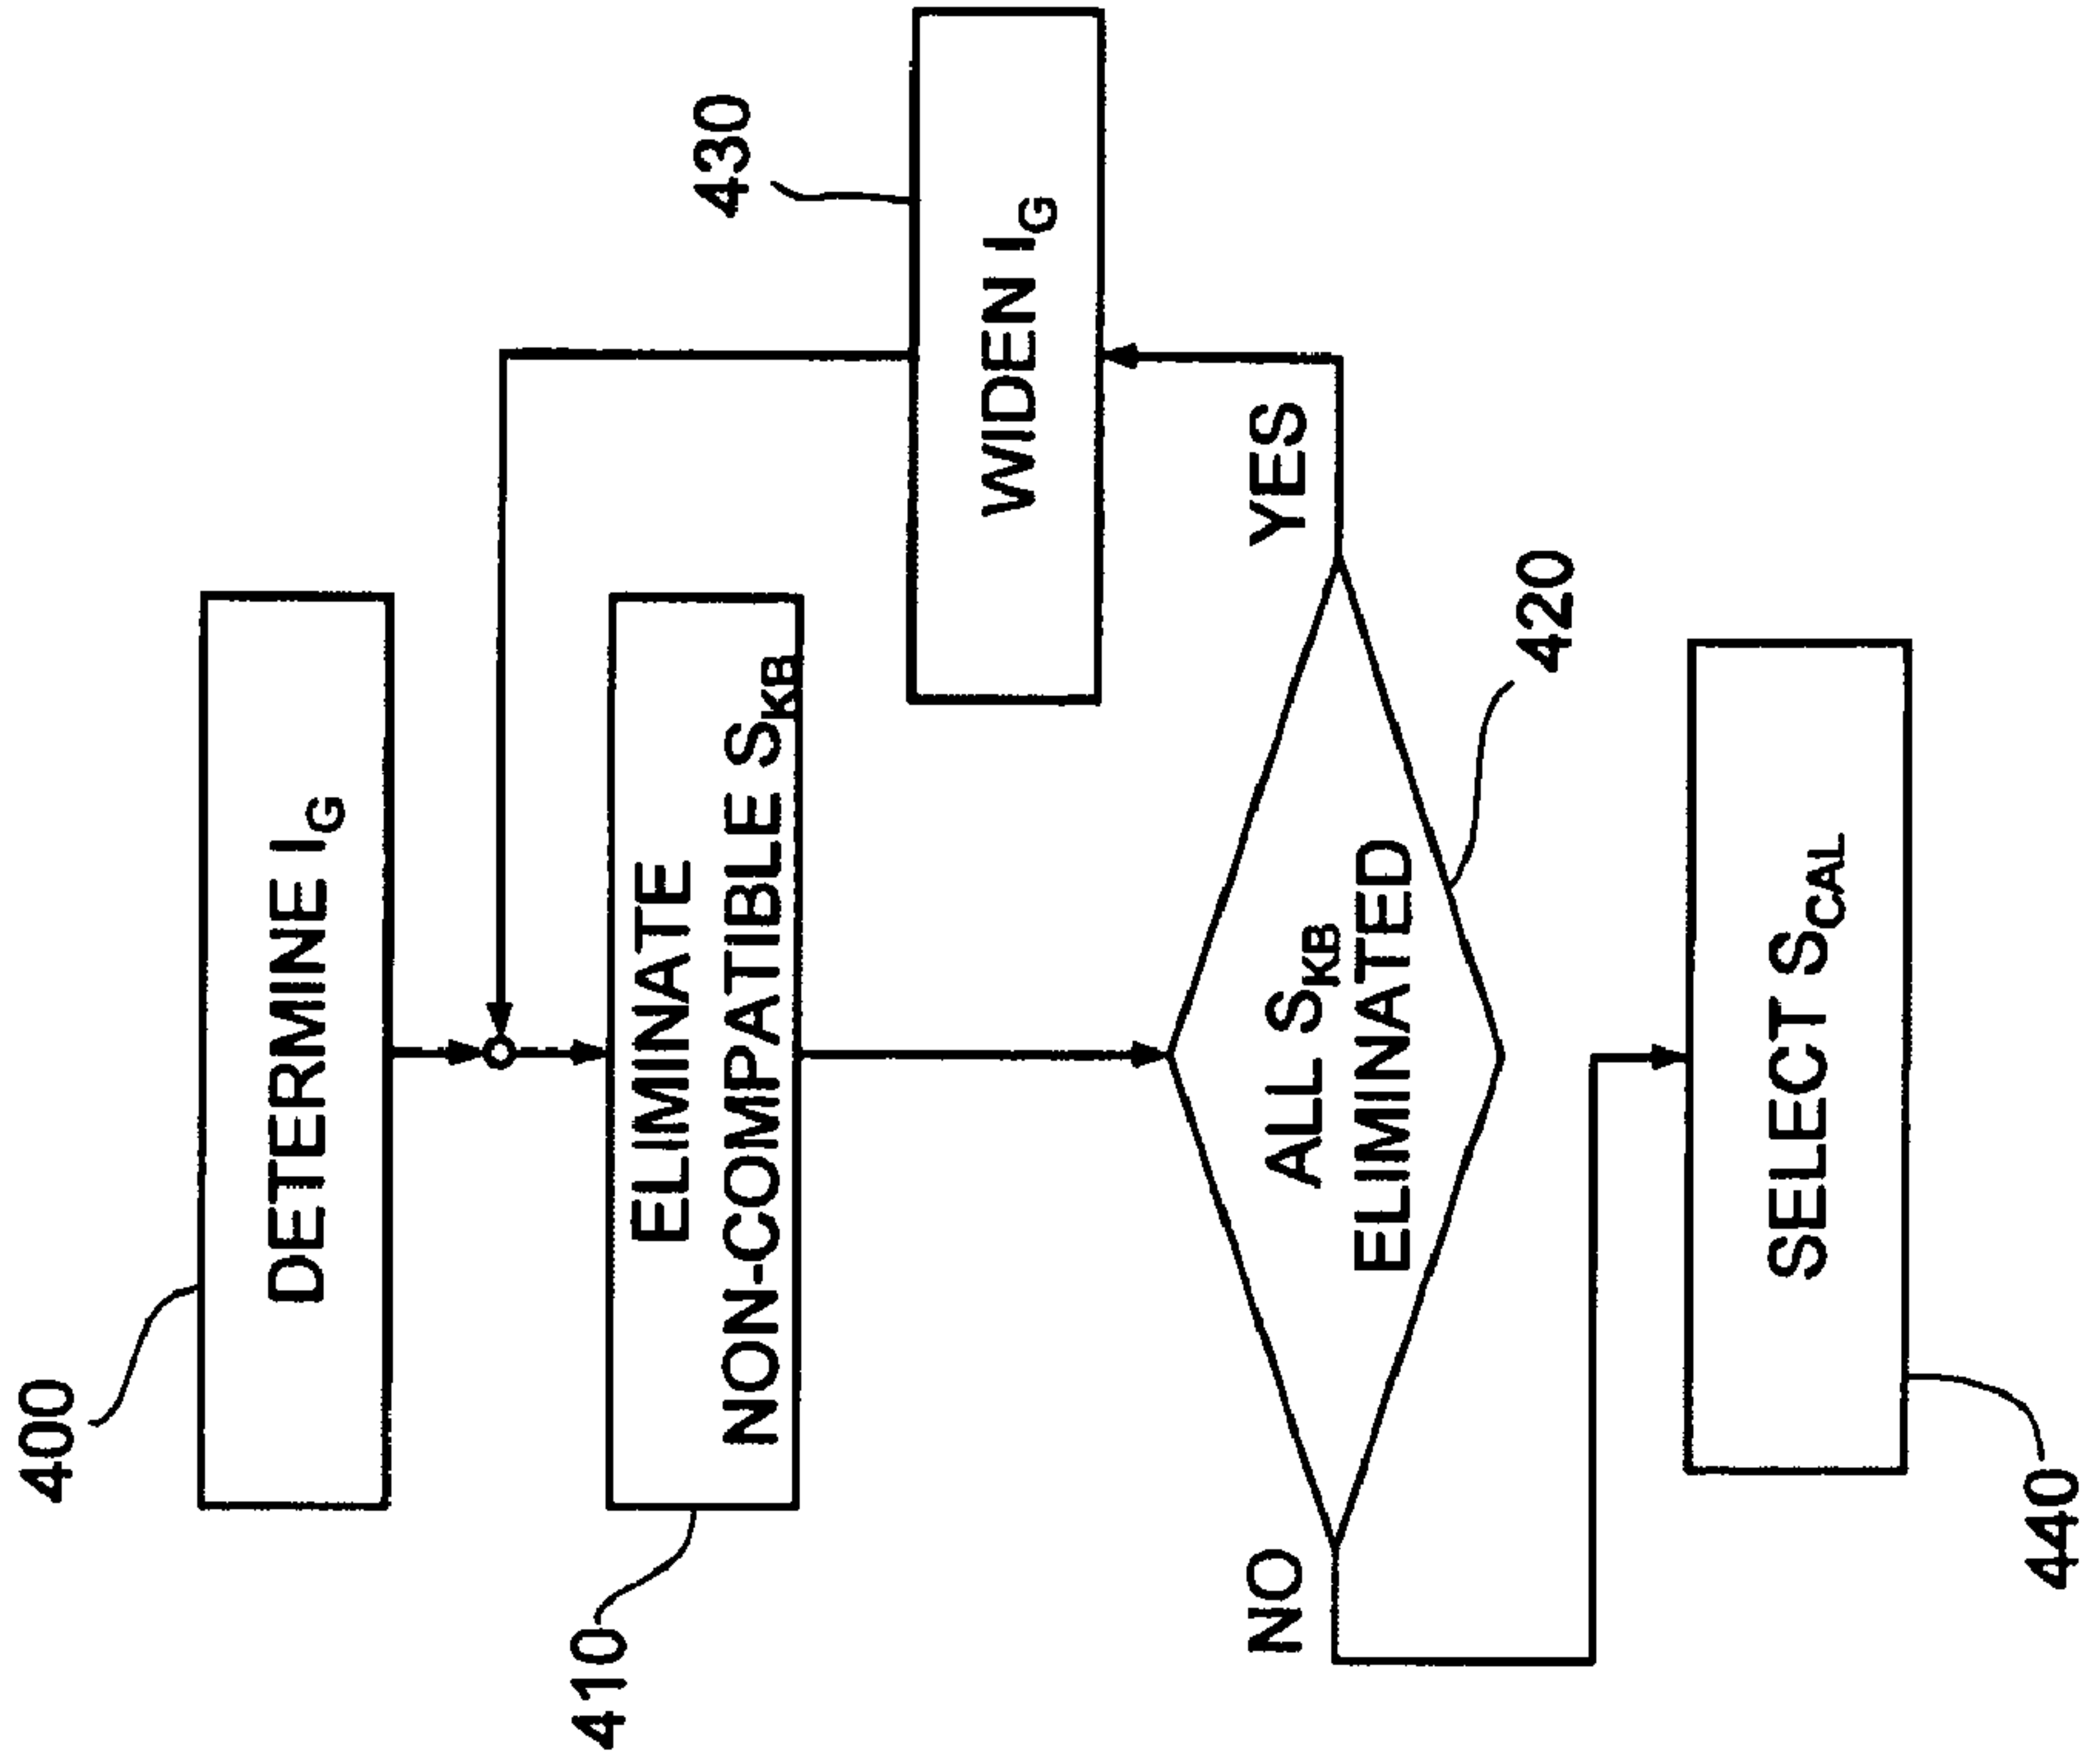 400
DETERMINE I_G
410
ELIMINATE
NON-COMPATIBLE S_KB
430
WIDEN I_G
YES
NO
ALL S_KB
ELIMINATED
420
SELECT S_CAL
440